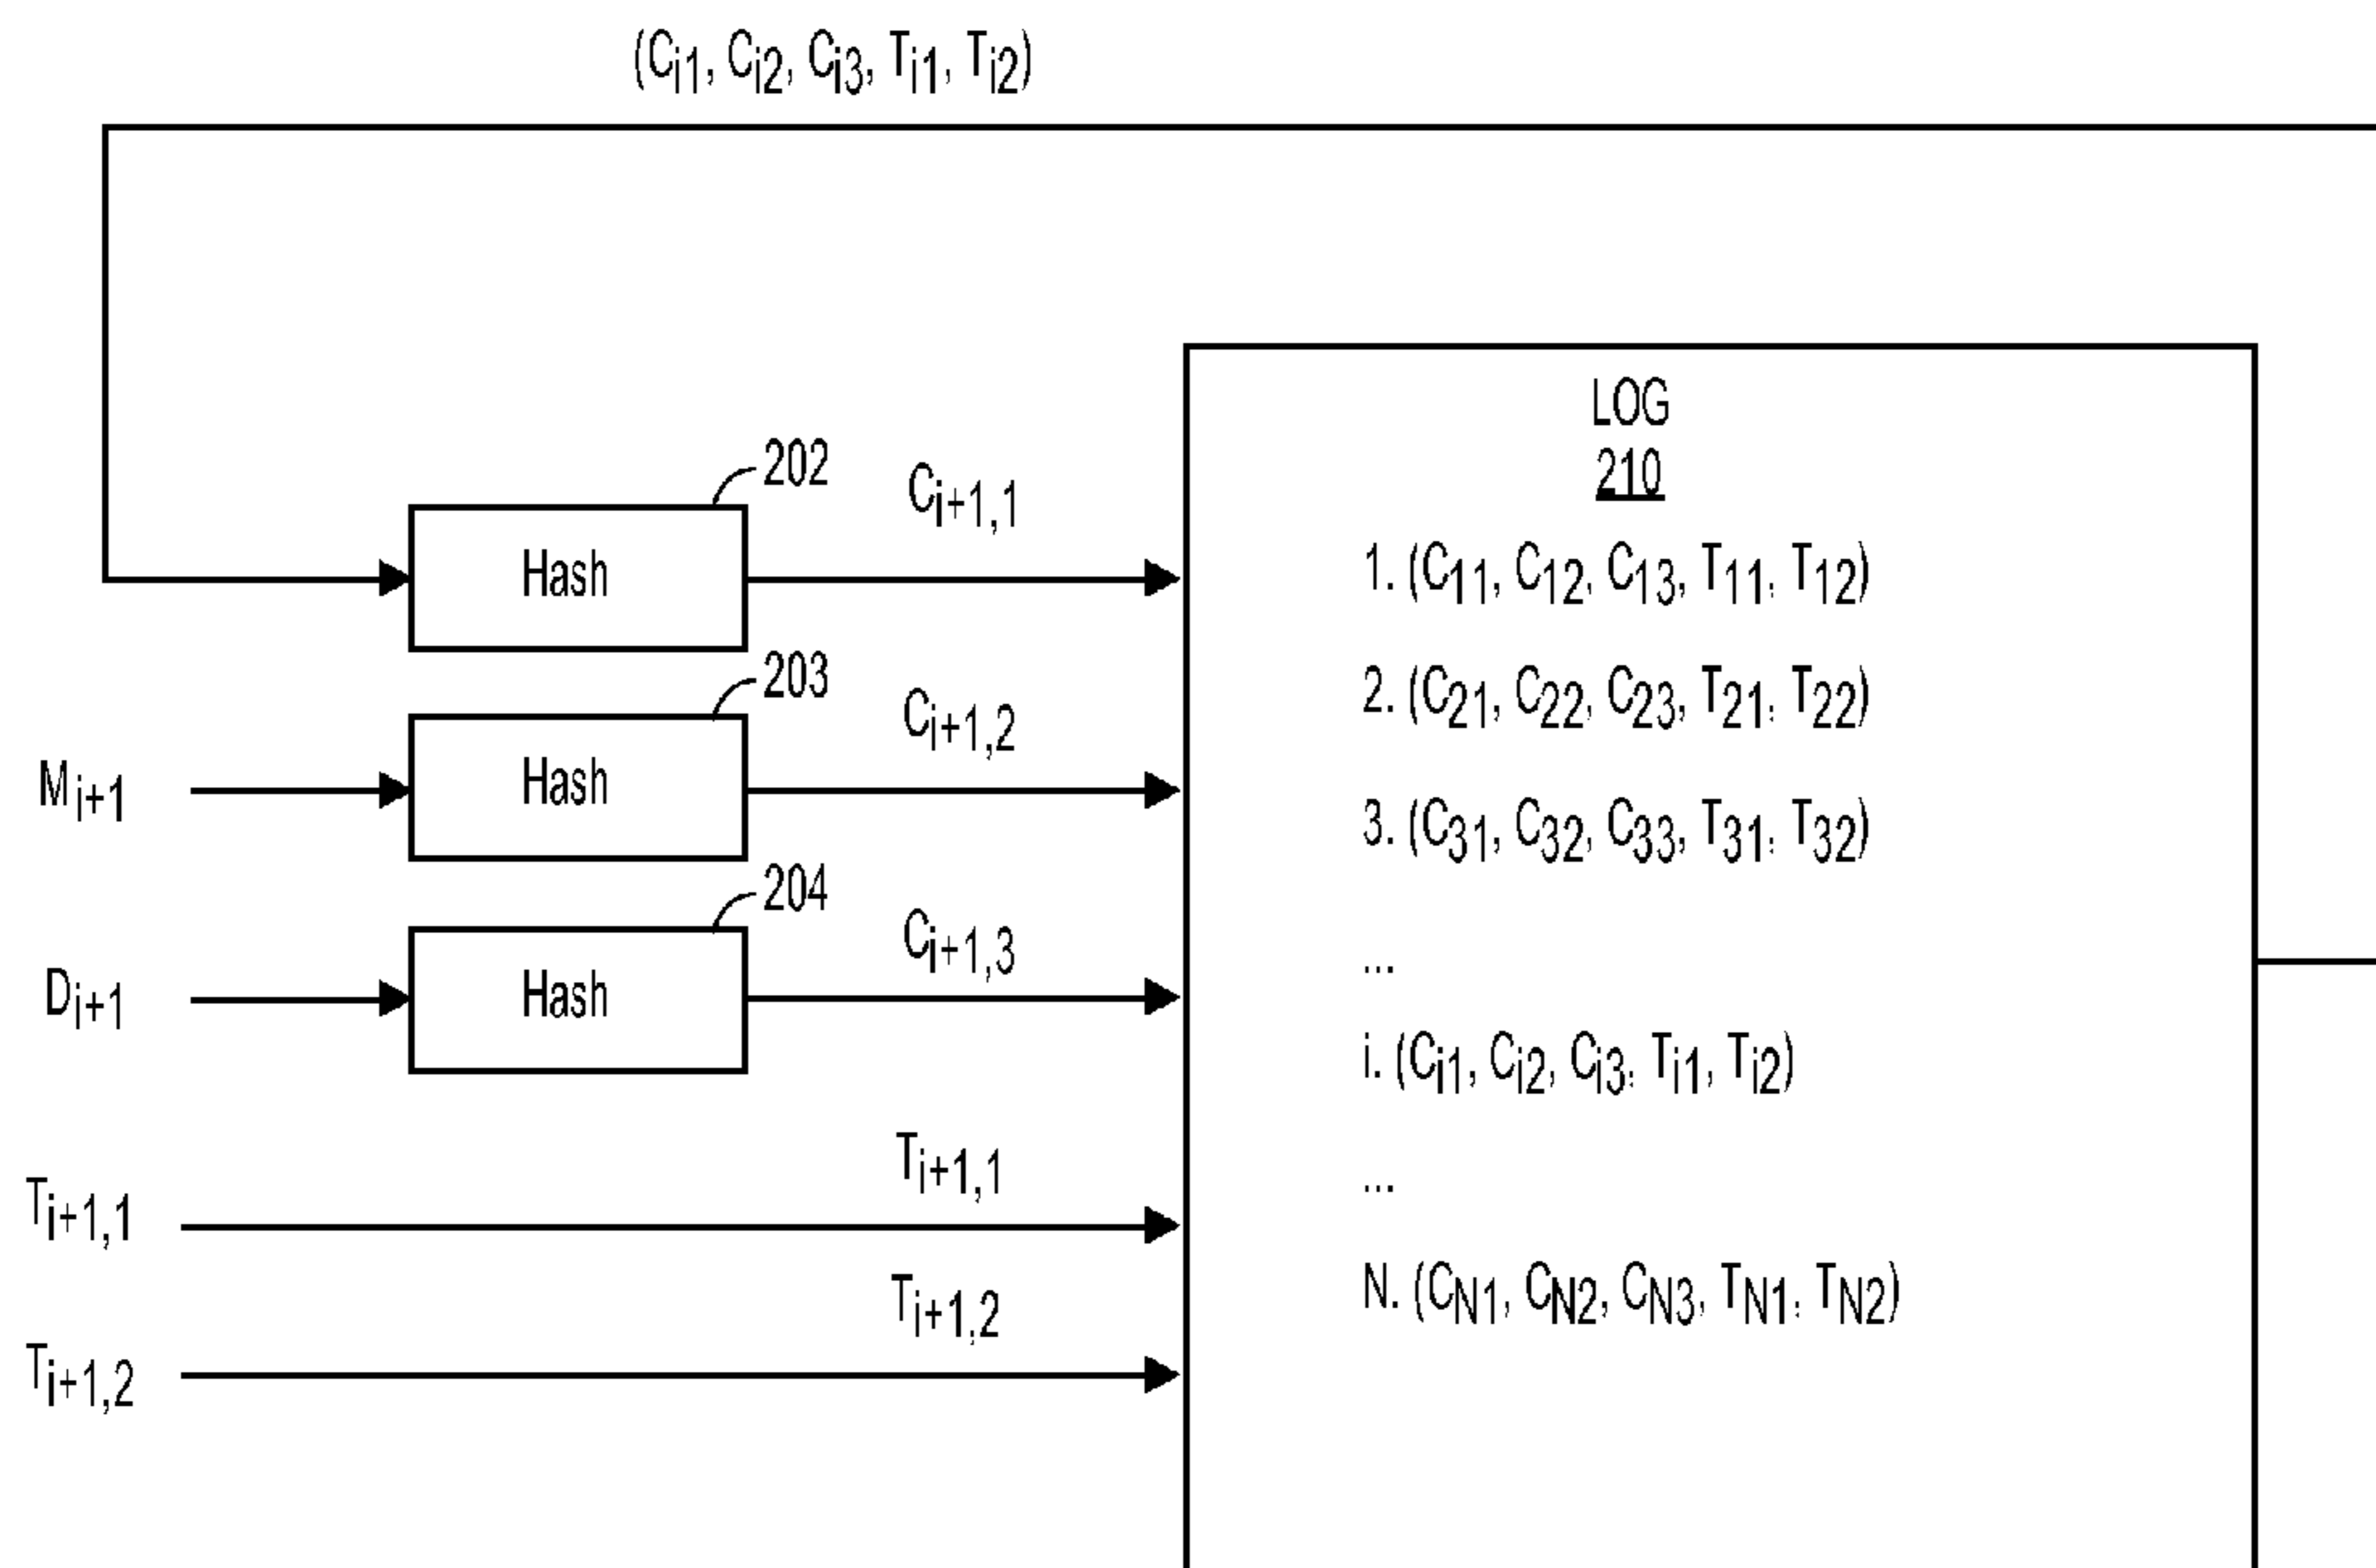 (Ci1, Ci2, Ci3, Ti1, Ti2)
202
Hash
Ci+1,1
203
Mi+1
Hash
Ci+1,2
204
Di+1
Hash
Ci+1,3
Ti+1,1
Ti+1,1
Ti+1,2
Ti+1,2
LOG
210
1. (C11, C12, C13, T11, T12)
2. (C21, C22, C23, T21, T22)
3. (C31, C32, C33, T31, T32)
...
i. (Ci1, Ci2, Ci3, Ti1, Ti2)
...
N. (CN1, CN2, CN3, TN1, TN2)